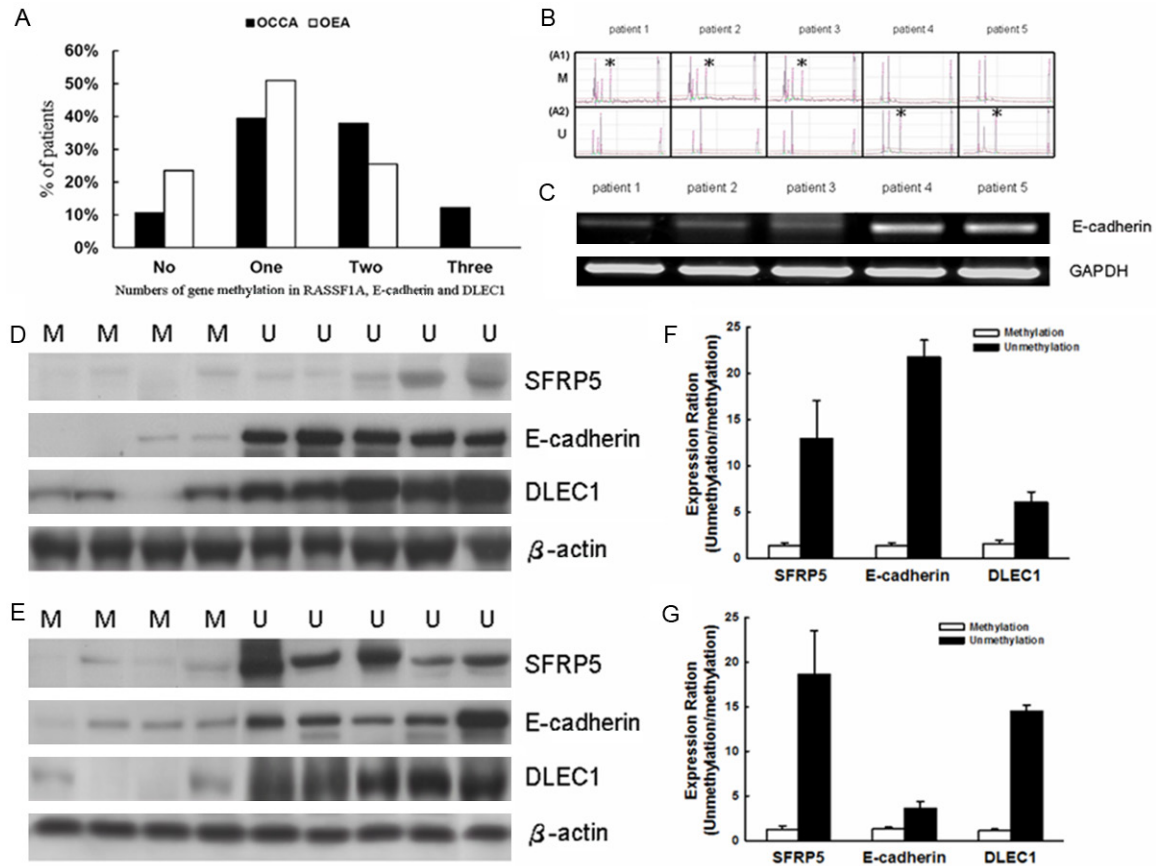 A
OCCA OEA
60%
50%
40%
30%
20%
10%
0%
% of patients
No One Two Three
Numbers of gene methylation in RASSF1A, E-cadherin and DLEC1
B
patient 1 patient 2 patient 3 patient 4 patient 5
(A1)
M
* * *
(A2)
U
* *
C
patient 1 patient 2 patient 3 patient 4 patient 5
E-cadherin
GAPDH
D
M M M M U U U U U
SFRP5
E-cadherin
DLEC1
β-actin
E
M M M M U U U U U
SFRP5
E-cadherin
DLEC1
β-actin
F
Methylation
Unmethylation
25
20
15
10
5
0
Expression Ration
(Unmethylation/methylation)
SFRP5 E-cadherin DLEC1
G
Methylation
Unmethylation
25
20
15
10
5
0
Expression Ration
(Unmethylation/methylation)
SFRP5 E-cadherin DLEC1